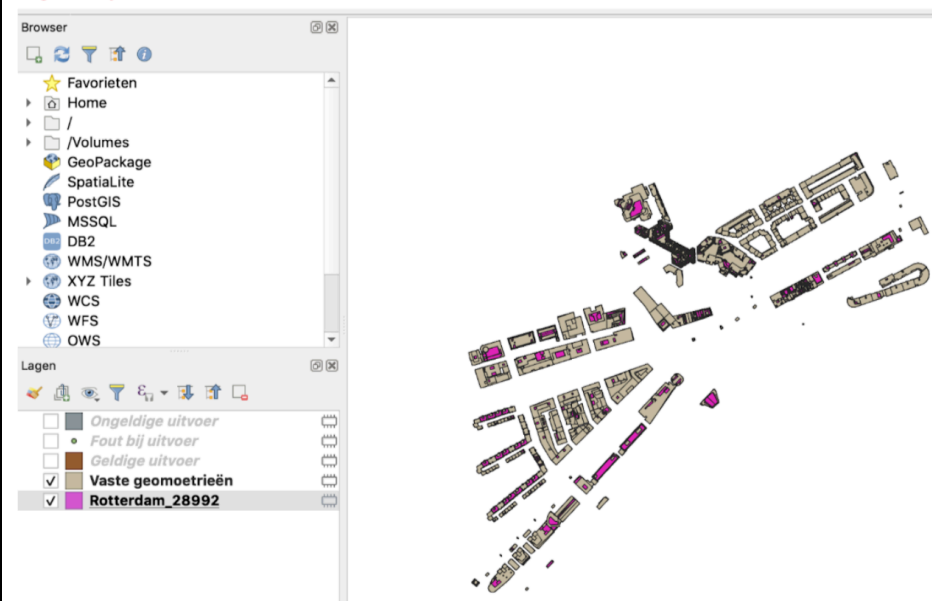 Browser
Favorieten
Home
/
/Volumes
GeoPackage
SpatiaLite
PostGIS
MSSQL
DB2
DB2
WMS/WMTS
XYZ Tiles
WCS
WFS
OWS
Lagen
Ongeldige uitvoer
Fout bij uitvoer
Geldige uitvoer
Vaste geomoetrieën
Rotterdam_28992